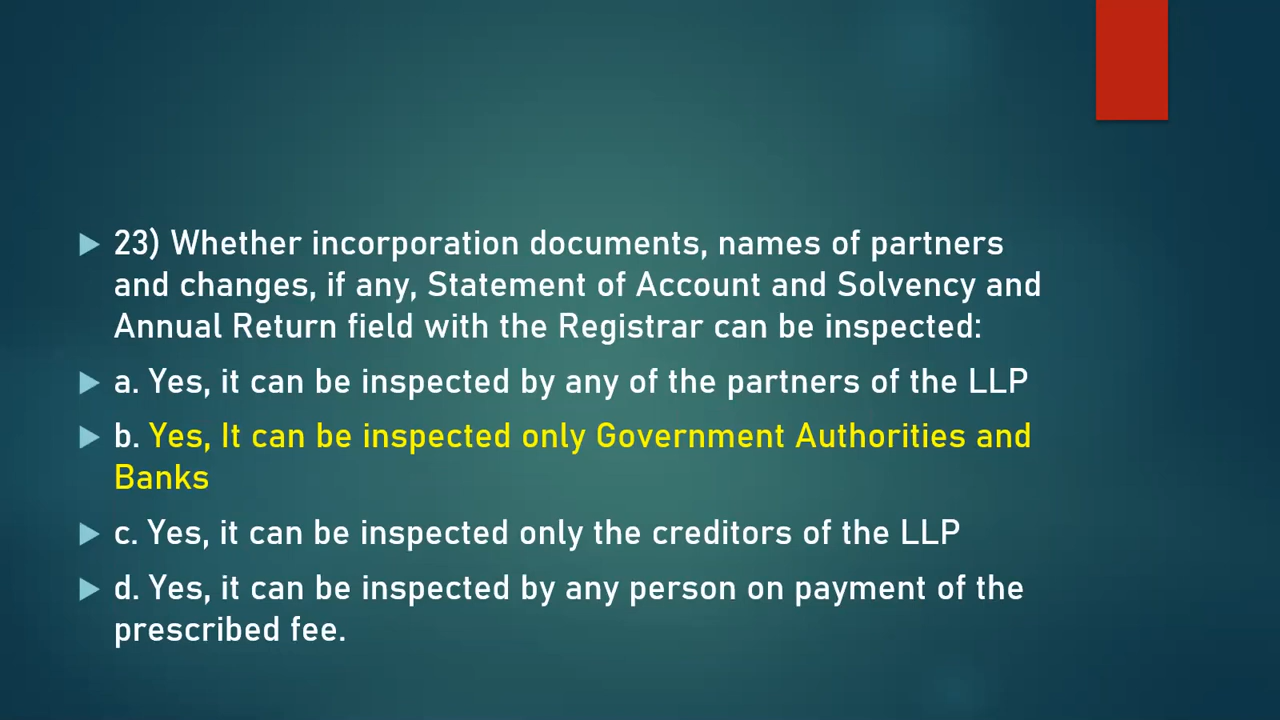 23) Whether incorporation documents, names of partners
and changes, if any, Statement of Account and Solvency and
Annual Return field with the Registrar can be inspected:
a. Yes, it can be inspected by any of the partners of the LLP
b. Yes, It can be inspected only Government Authorities and
Banks
c. Yes, it can be inspected only the creditors of the LLP
d. Yes, it can be inspected by any person on payment of the
prescribed fee.